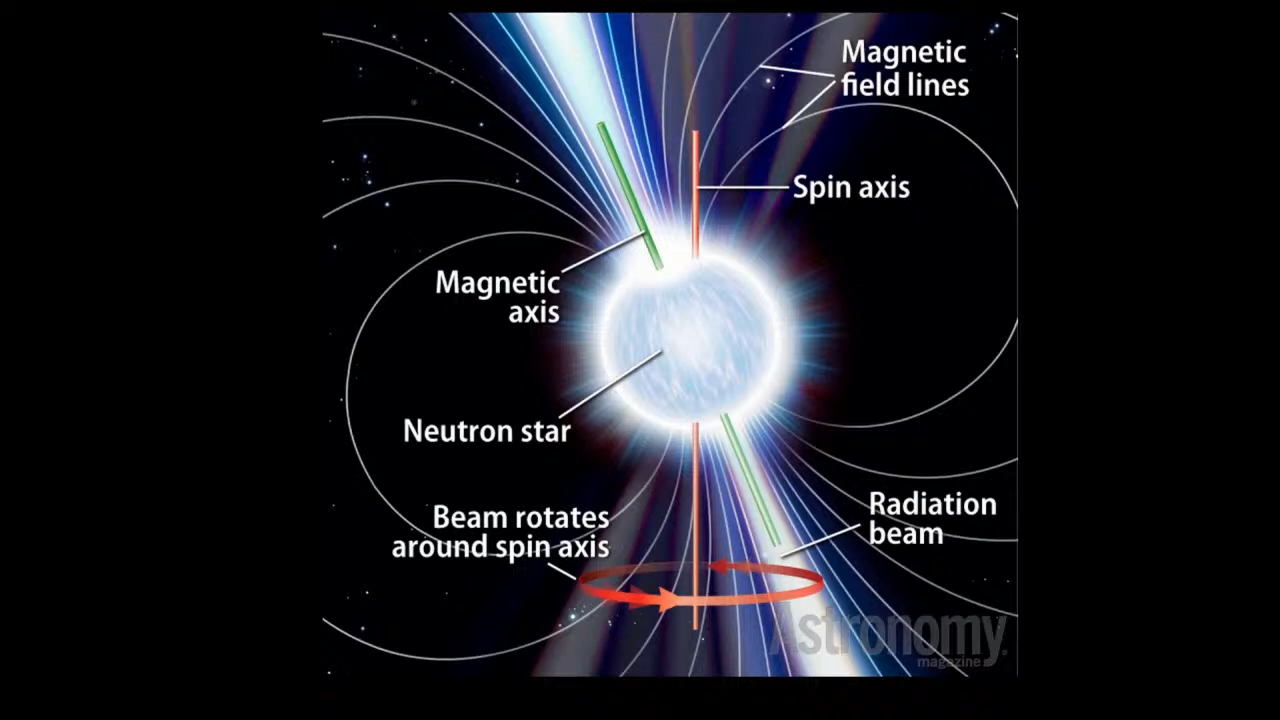 Magnetic
field lines
Spin axis
Magnetic
axis
Neutron star
Beam rotates
around spin axis
Radiation
beam
Astronomy
magazine